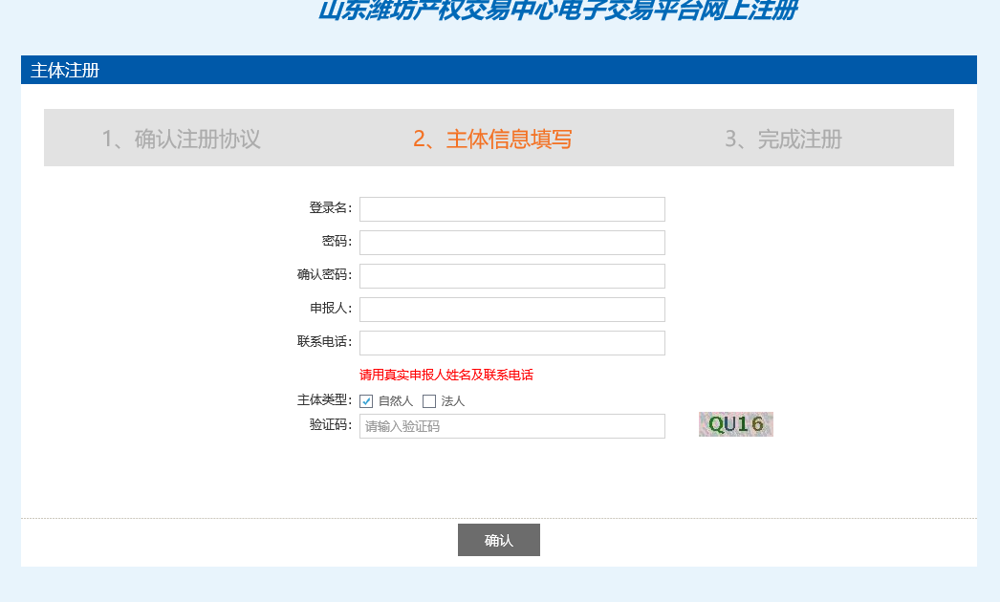 山东潍坊产权交易中心电子交易平台网上注册
主体注册
1、确认注册协议 2、主体信息填写 3、完成注册
登录名:
密码:
确认密码:
申报人:
联系电话:
请用真实申报人姓名及联系电话
主体类型: 自然人 法人
验证码: 请输入验证码 QU16
确认